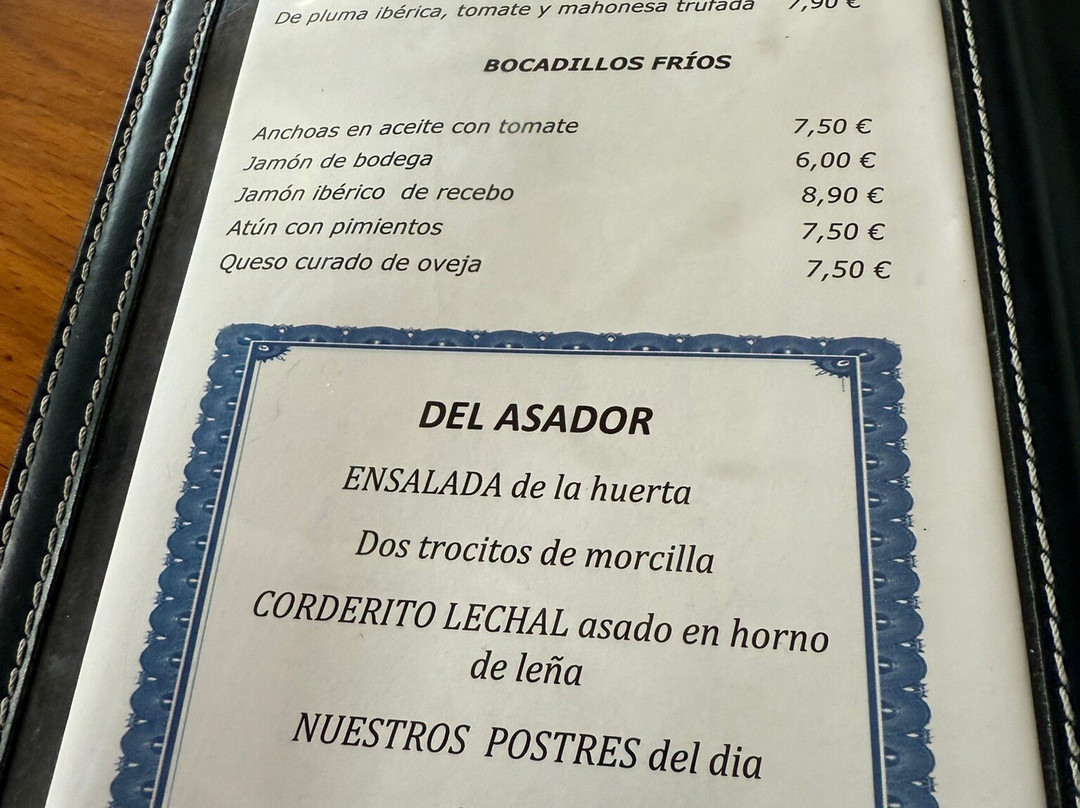 De pluma ibérica, tomate y mahonesa trufada 7,90 €
BOCADILLOS FRÍOS
Anchoas en aceite con tomate 7,50 €
Jamón de bodega 6,00 €
Jamón ibérico de recebo 8,90 €
Atún con pimientos 7,50 €
Queso curado de oveja 7,50 €
DEL ASADOR
ENSALADA de la huerta
Dos trocitos de morcilla
CORDERITO LECHAL asado en horno
de leña
NUESTROS POSTRES del dia